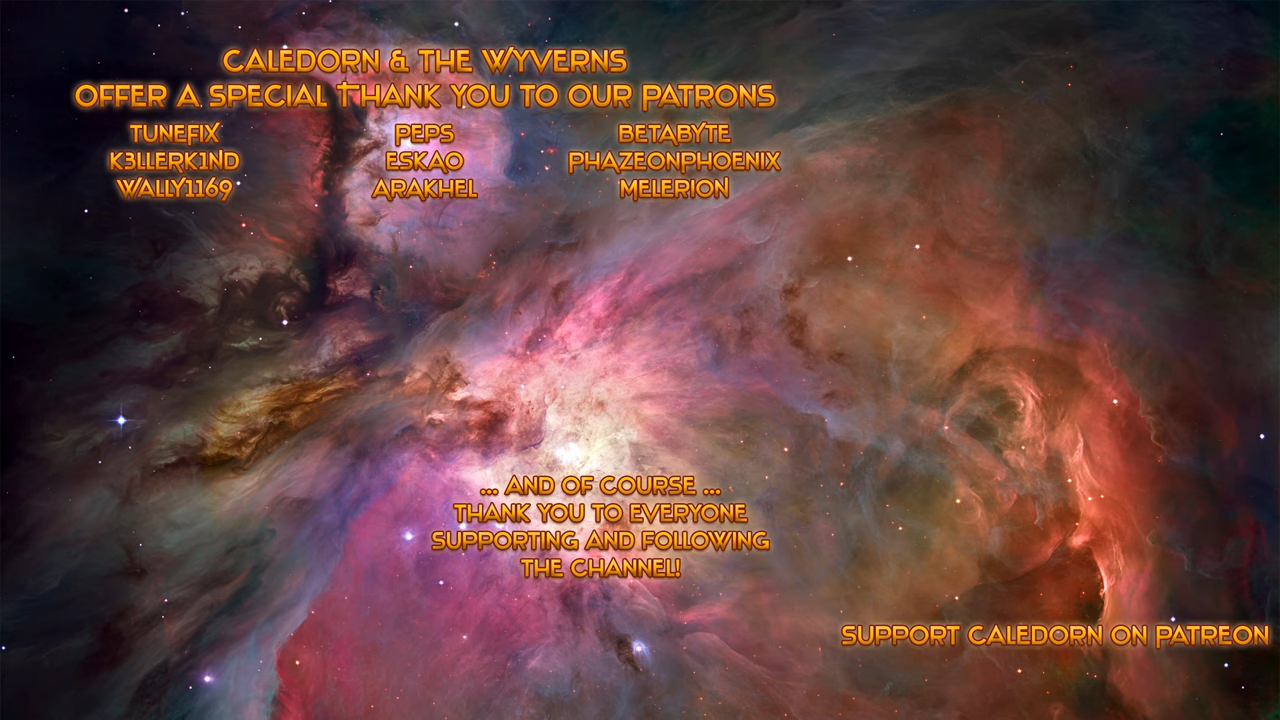 CALEDORN & THE WYVERNS
OFFER A SPECIAL THANK YOU TO OUR PATRONS
TUNEFIX PEPS BETABYTE
K3LLERK1ND ESKAO PHAZEONPHOENIX
WALLY1169 ARAKHEL MELERION
... AND OF COURSE ...
THANK YOU TO EVERYONE
SUPPORTING AND FOLLOWING
THE CHANNEL!
SUPPORT CALEDORN ON PATREON